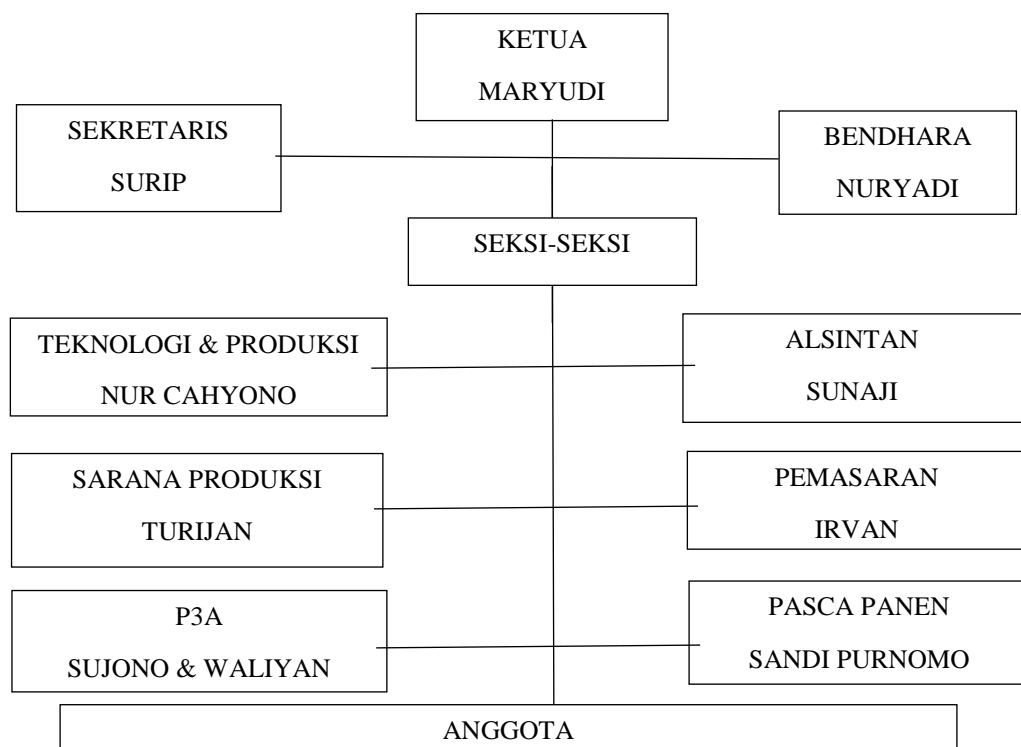 KETUA
MARYUDI
SEKRETARIS
SURIP
BENDHARA
NURYADI
SEKSI-SEKSI
TEKNOLOGI & PRODUKSI
NUR CAHYONO
ALSINTAN
SUNAJI
SARANA PRODUKSI
TURIJAN
PEMASARAN
IRVAN
P3A
SUJONO & WALIYAN
PASCA PANEN
SANDI PURNOMO
ANGGOTA